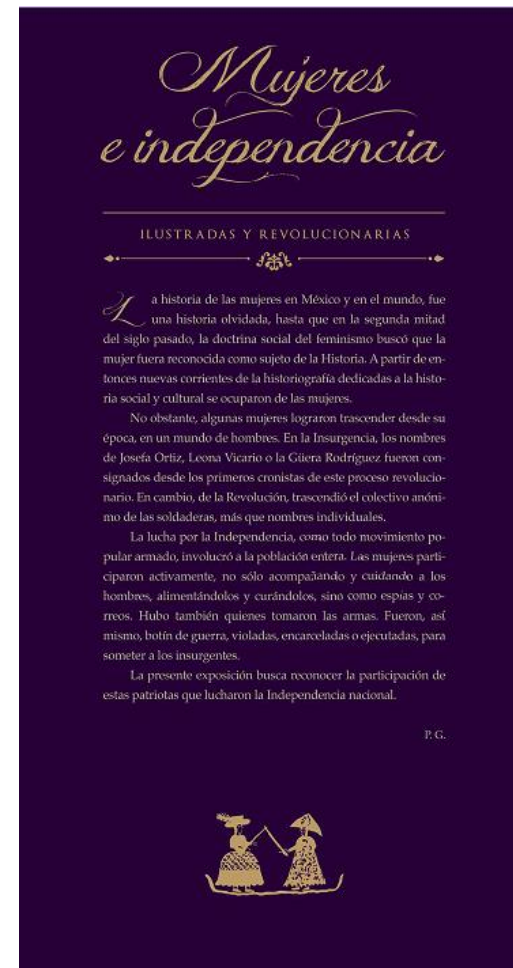 Mujeres
e independencia
ILUSTRADAS Y REVOLUCIONARIAS
La historia de las mujeres en México y en el mundo, fue
una historia olvidada, hasta que en la segunda mitad
del siglo pasado, la doctrina social del feminismo buscó que la
mujer fuera reconocida como sujeto de la Historia. A partir de en-
tonces nuevas corrientes de la historiografía dedicadas a la histo-
ria social y cultural se ocuparon de las mujeres.
No obstante, algunas mujeres lograron trascender desde su
época, en un mundo de hombres. En la Insurgencia, los nombres
de Josefa Ortiz, Leona Vicario o la Güera Rodríguez fueron con-
signados desde los primeros cronistas de este proceso revolucio-
nario. En cambio, de la Revolución, trascendió el colectivo anóni-
mo de las soldaderas, más que nombres individuales.
La lucha por la Independencia, como todo movimiento po-
pular armado, involucró a la población entera. Las mujeres parti-
ciparon activamente, no sólo acompañando y cuidando a los
hombres, alimentándolos y curándolos, sino como espías y co-
rreos. Hubo también quienes tomaron las armas. Fueron, así
mismo, botín de guerra, violadas, encarceladas o ejecutadas, para
someter a los insurgentes.
La presente exposición busca reconocer la participación de
estas patriotas que lucharon la Independencia nacional.
P. G.